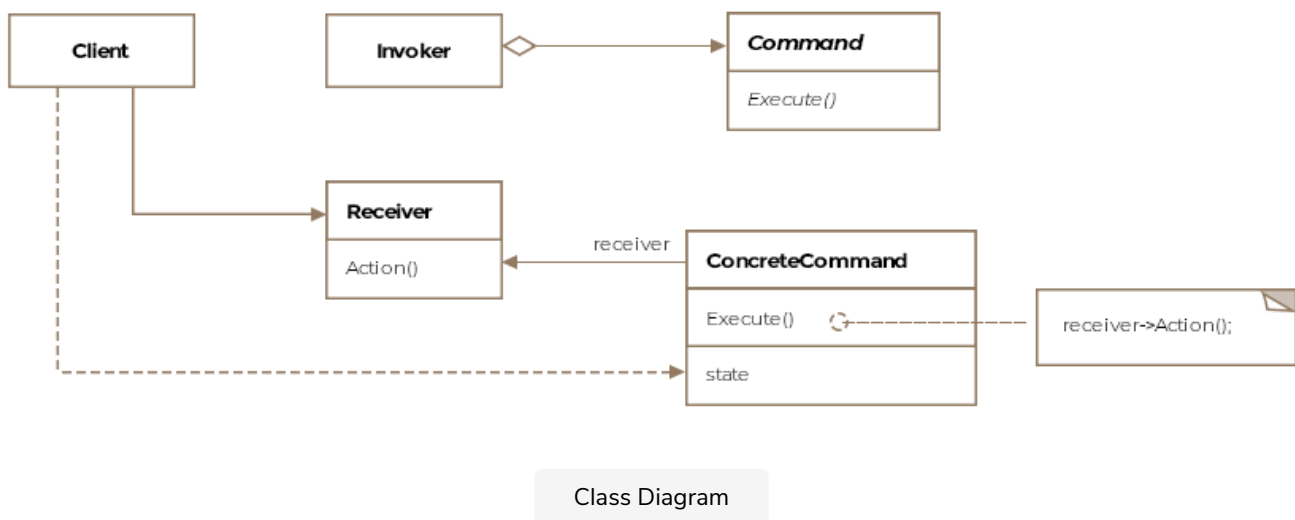 Client
Invoker
Command
Execute()
Receiver
Action()
receiver
ConcreteCommand
Execute()
state
receiver->Action();
Class Diagram